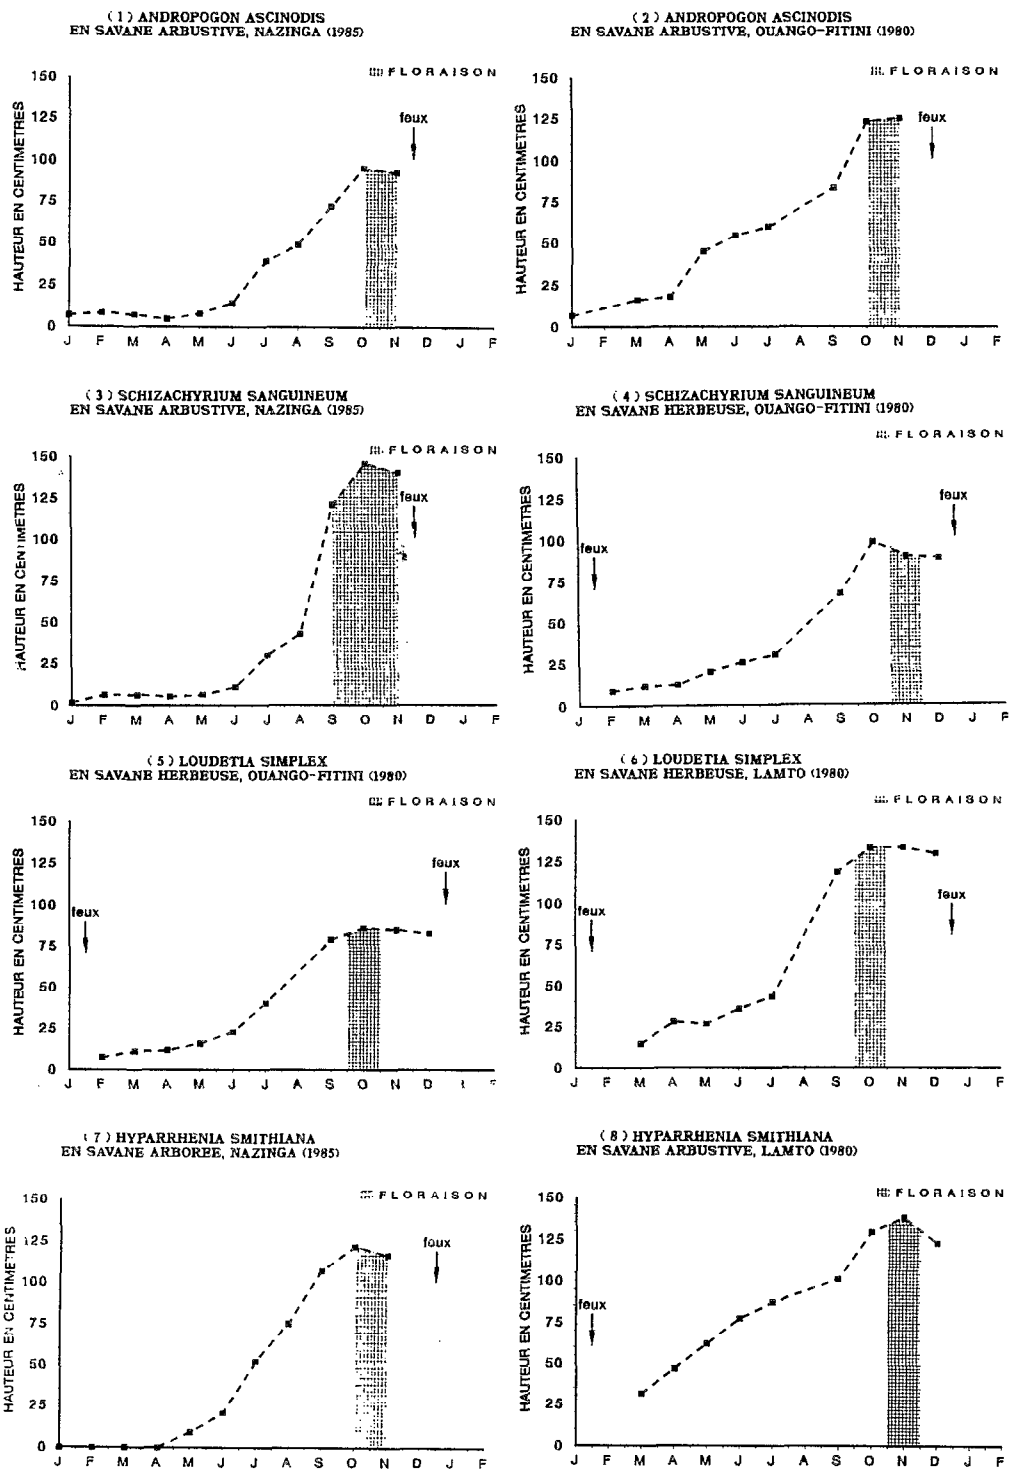 ( 1 ) ANDROPOGON ASCINODIS
EN SAVANE ARBUSTIVE, NAZINGA (1985)
FLORAISON
HAUTEUR EN CENTIMETRES
150
125
100
75
50
25
0
feux
J F M A M J J A S O N D J F
( 2 ) ANDROPOGON ASCINODIS
EN SAVANE ARBUSTIVE, OUANGO-FITINI (1980)
FLORAISON
HAUTEUR EN CENTIMETRES
150
125
100
75
50
25
0
feux
J F M A M J J A S O N D J F
( 3 ) SCHIZACHYRIUM SANGUINEUM
EN SAVANE ARBUSTIVE, NAZINGA (1985)
FLORAISON
HAUTEUR EN CENTIMETRES
150
125
100
75
50
25
0
feux
J F M A M J J A S O N D J F
( 4 ) SCHIZACHYRIUM SANGUINEUM
EN SAVANE HERBEUSE, OUANGO-FITINI (1980)
FLORAISON
HAUTEUR EN CENTIMETRES
150
125
100
75
50
25
0
feux
feux
J F M A M J J A S O N D J F
( 5 ) LOUDETIA SIMPLEX
EN SAVANE HERBEUSE, OUANGO-FITINI (1980)
FLORAISON
HAUTEUR EN CENTIMETRES
150
125
100
75
50
25
0
feux
feux
J F M A M J J A S O N D J F
( 6 ) LOUDETIA SIMPLEX
EN SAVANE HERBEUSE, LAMTO (1980)
FLORAISON
HAUTEUR EN CENTIMETRES
150
125
100
75
50
25
0
feux
feux
J F M A M J J A S O N D J F
( 7 ) HYPARRHENIA SMITHIANA
EN SAVANE ARBOREE, NAZINGA (1985)
FLORAISON
HAUTEUR EN CENTIMETRES
150
125
100
75
50
25
0
feux
J F M A M J J A S O N D J F
( 8 ) HYPARRHENIA SMITHIANA
EN SAVANE ARBUSTIVE, LAMTO (1980)
FLORAISON
HAUTEUR EN CENTIMETRES
150
125
100
75
50
25
0
feux
J F M A M J J A S O N D J F